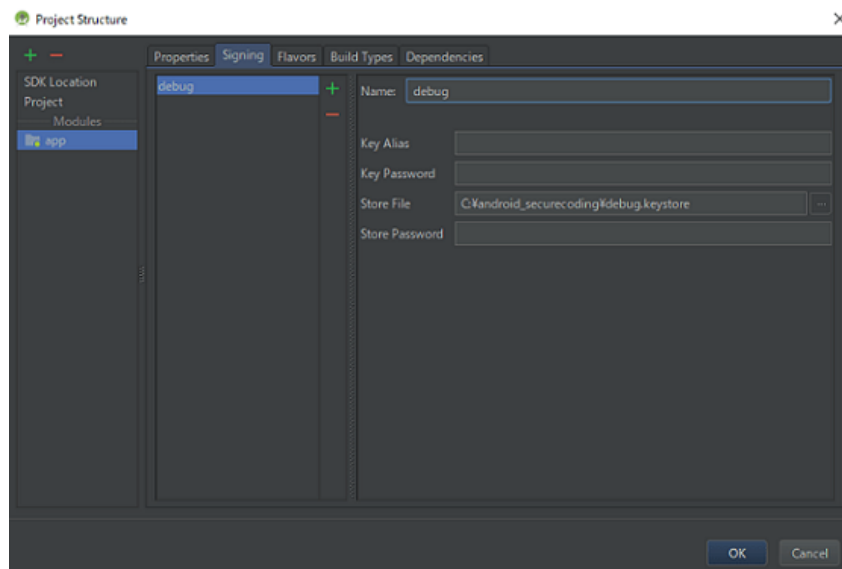 Project Structure
Properties Signing Flavors Build Types Dependencies
SDK Location
Project
Modules
app
debug
Name: debug
Key Alias
Key Password
Store File C:¥android_securecoding¥debug.keystore ...
Store Password
OK Cancel